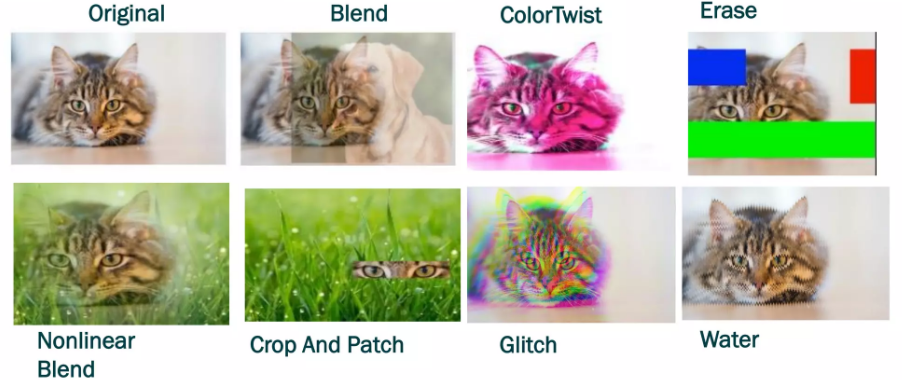 Original
Blend
ColorTwist
Erase
Nonlinear
Blend
Crop And Patch
Glitch
Water